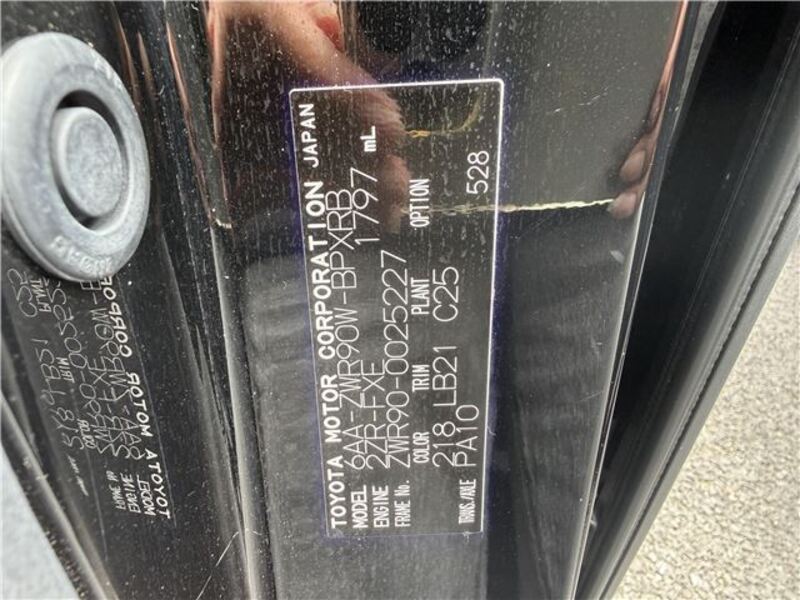 TOYOTA MOTOR CORPORATION JAPAN
MODEL 6AA-ZWR90W-BPXRB
ENGINE 2ZR-FXE 1797 mL
FRAME No. ZWR90-0025227
COLOR TRIM PLANT OPTION
218 LB21 C25 528
TRANS./AXLE PA10